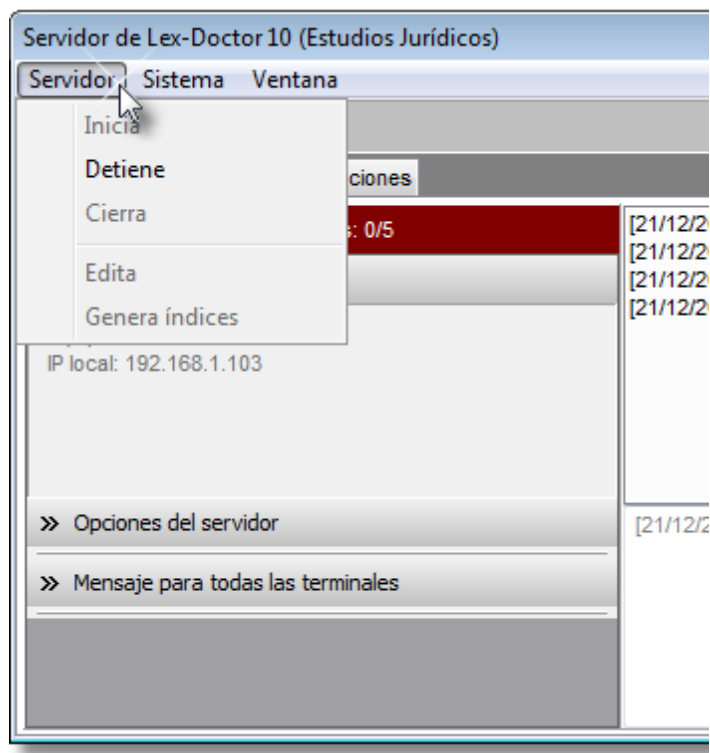 Servidor de Lex-Doctor 10 (Estudios Jurídicos)
Servidor Sistema Ventana
Inicia
Detiene
ciones
Cierra
: 0/5
[21/12/2
[21/12/2
[21/12/2
[21/12/2
Edita
Genera índices
IP local: 192.168.1.103
Opciones del servidor
[21/12/2
Mensaje para todas las terminales